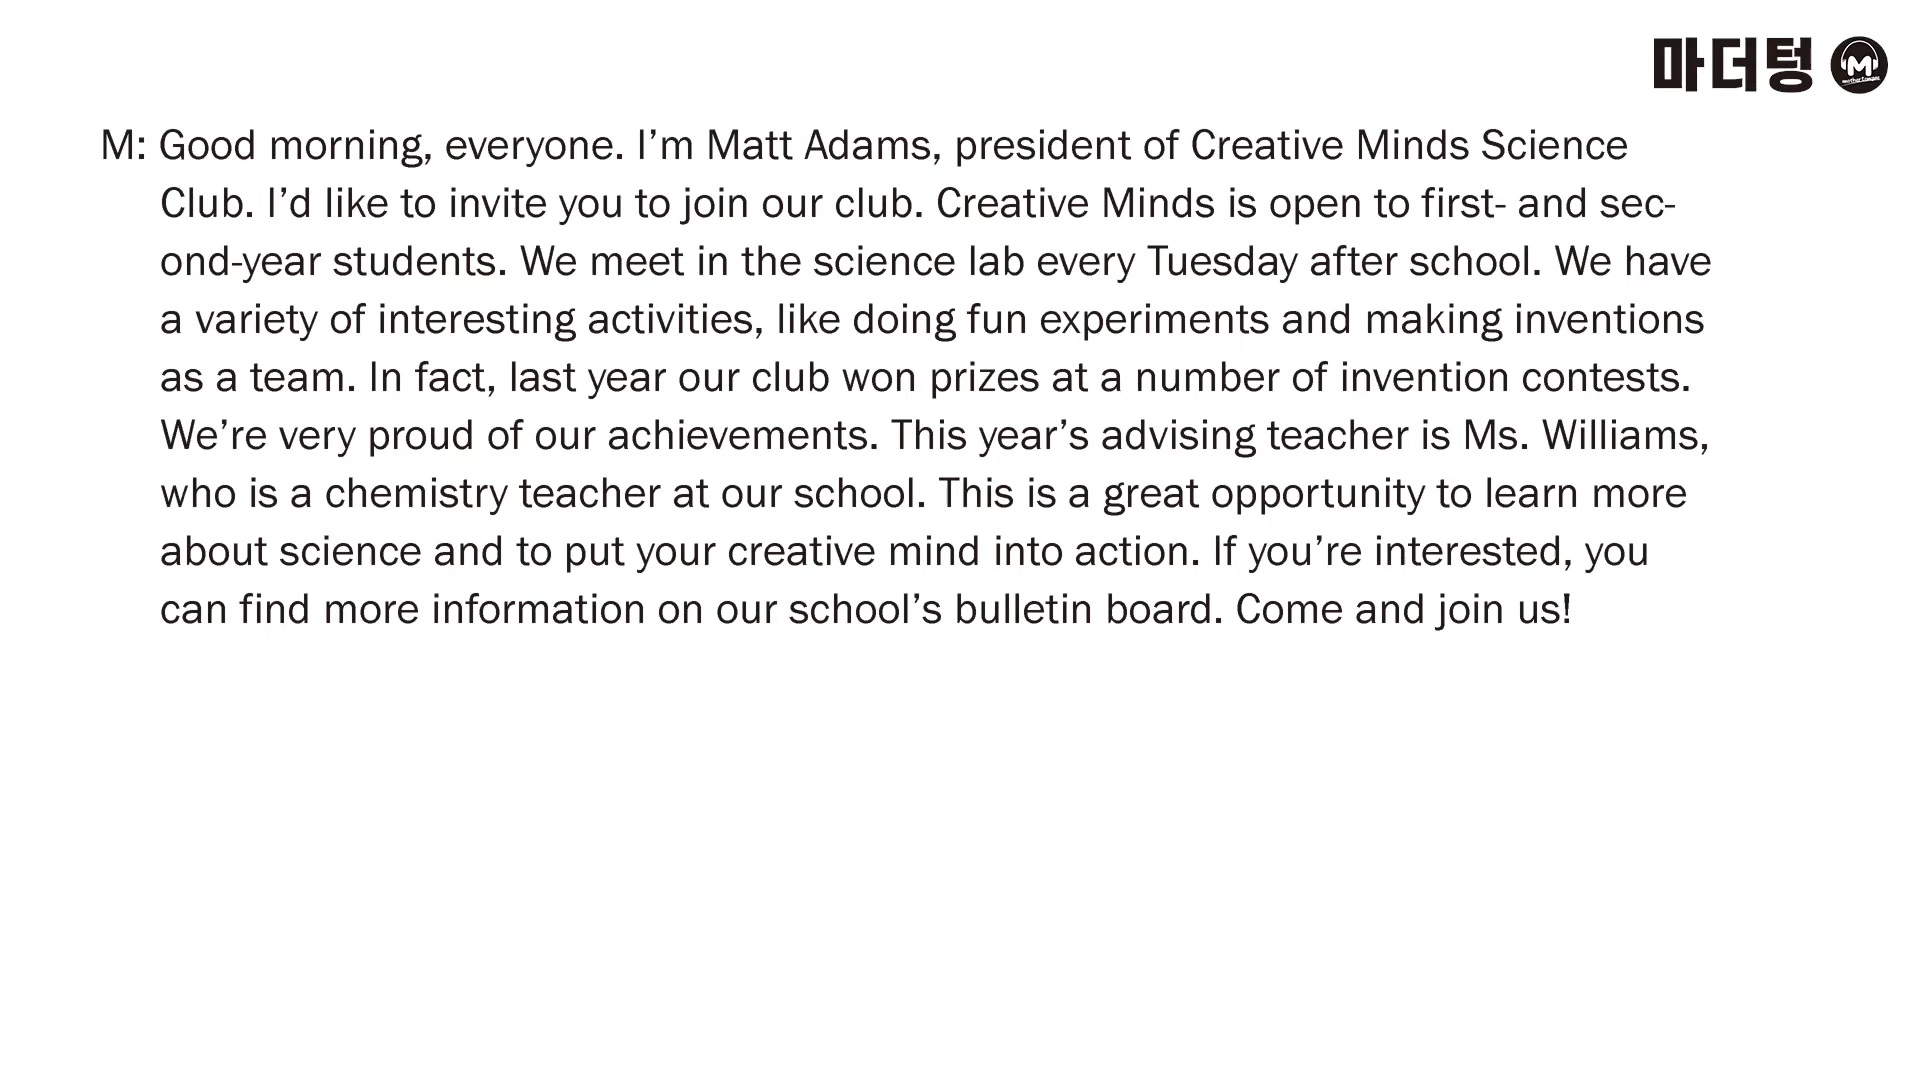 마더텅
M: Good morning, everyone. I’m Matt Adams, president of Creative Minds Science
Club. I’d like to invite you to join our club. Creative Minds is open to first- and sec-
ond-year students. We meet in the science lab every Tuesday after school. We have
a variety of interesting activities, like doing fun experiments and making inventions
as a team. In fact, last year our club won prizes at a number of invention contests.
We’re very proud of our achievements. This year’s advising teacher is Ms. Williams,
who is a chemistry teacher at our school. This is a great opportunity to learn more
about science and to put your creative mind into action. If you’re interested, you
can find more information on our school’s bulletin board. Come and join us!